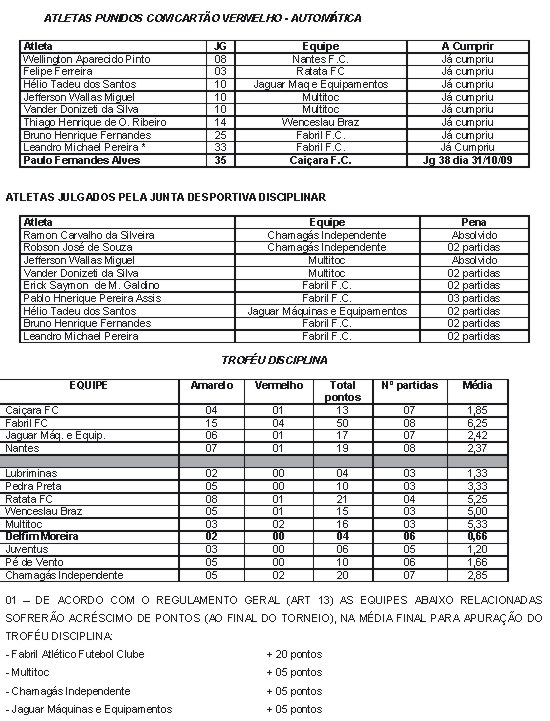 ATLETAS PUNIDOS COM CARTÃO VERMELHO - AUTOMÁTICA
Atleta JG Equipe A Cumprir
Wellington Aparecido Pinto 08 Nantes F.C. Já cumpriu
Felipe Ferreira 03 Ratata FC Já cumpriu
Hélio Tadeu dos Santos 10 Jaguar Maq e Equipamentos Já cumpriu
Jefferson Wallas Miguel 10 Multitoc Já cumpriu
Vander Donizeti da Silva 10 Multitoc Já cumpriu
Thiago Henrique de O. Ribeiro 14 Wenceslau Braz Já cumpriu
Bruno Henrique Fernandes 25 Fabril F.C. Já cumpriu
Leandro Michael Pereira * 33 Fabril F.C. Já Cumpriu
Paulo Fernandes Alves 35 Caiçara F.C. Jg 38 dia 31/10/09
ATLETAS JULGADOS PELA JUNTA DESPORTIVA DISCIPLINAR
Atleta Equipe Pena
Ramon Carvalho da Silveira Chamagás Independente Absolvido
Robson José de Souza Chamagás Independente 02 partidas
Jefferson Wallas Miguel Multitoc Absolvido
Vander Donizeti da Silva Multitoc 02 partidas
Erick Saymon de M. Galdino Fabril F.C. 02 partidas
Pablo Hnerique Pereira Assis Fabril F.C. 03 partidas
Hélio Tadeu dos Santos Jaguar Máquinas e Equipamentos 02 partidas
Bruno Henrique Fernandes Fabril F.C. 02 partidas
Leandro Michael Pereira Fabril F.C. 02 partidas
TROFÉU DISCIPLINA
EQUIPE Amarelo Vermelho Total pontos Nº partidas Média
Caiçara FC 04 01 13 07 1,85
Fabril FC 15 04 50 08 6,25
Jaguar Máq. e Equip. 06 01 17 07 2,42
Nantes 07 01 19 08 2,37
Lubriminas 02 00 04 03 1,33
Pedra Preta 05 00 10 03 3,33
Ratata FC 08 01 21 04 5,25
Wenceslau Braz 05 01 15 03 5,00
Multitoc 03 02 16 03 5,33
Delfim Moreira 02 00 04 06 0,66
Juventus 03 00 06 05 1,20
Pé de Vento 05 00 10 06 1,66
Chamagás Independente 05 02 20 07 2,85
01 – DE ACORDO COM O REGULAMENTO GERAL (ART 13) AS EQUIPES ABAIXO RELACIONADAS
SOFRERÃO ACRÉSCIMO DE PONTOS (AO FINAL DO TORNEIO), NA MÉDIA FINAL PARA APURAÇÃO DO
TROFÉU DISCIPLINA:
- Fabril Atlético Futebol Clube + 20 pontos
- Multitoc + 05 pontos
- Chamagás Independente + 05 pontos
- Jaguar Máquinas e Equipamentos + 05 pontos